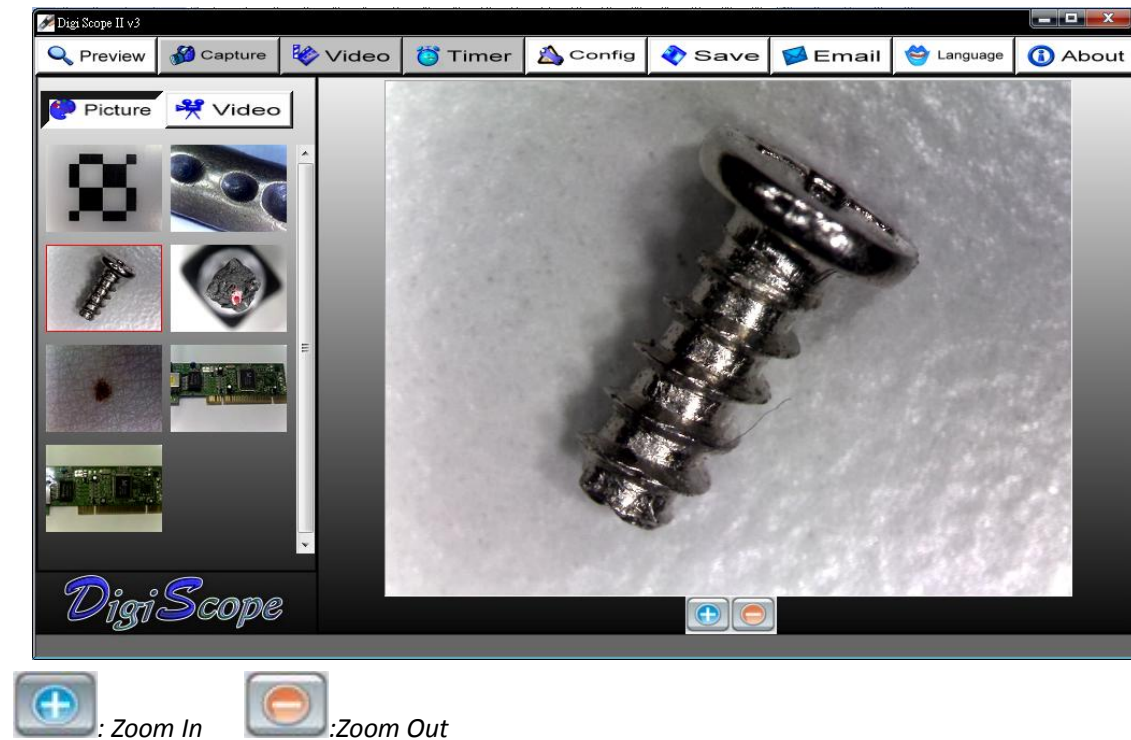 Digi Scope II v3
Preview Capture Video Timer Config Save Email Language About
Picture Video
DigiScope
: Zoom In :Zoom Out